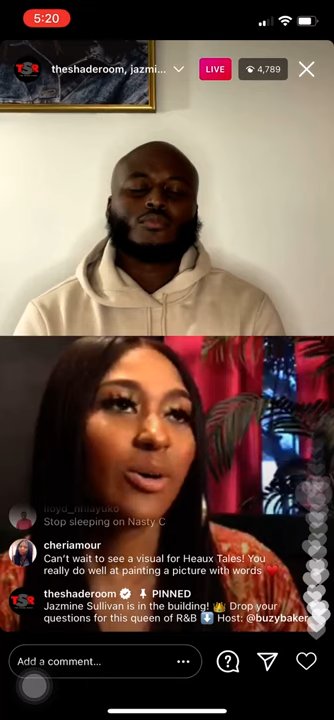 5:20
TSR
theshaderoom, jazmi...
LIVE
4,789
Stop sleeping on Nasty C
cheriamour
Can't wait to see a visual for Heaux Tales! You
really do well at painting a picture with words
TSR
theshaderoom PINNED
Jazmine Sullivan is in the building! 👑 Drop your
questions for this queen of R&B ⬇️ Host: @buzybaker
Add a comment...